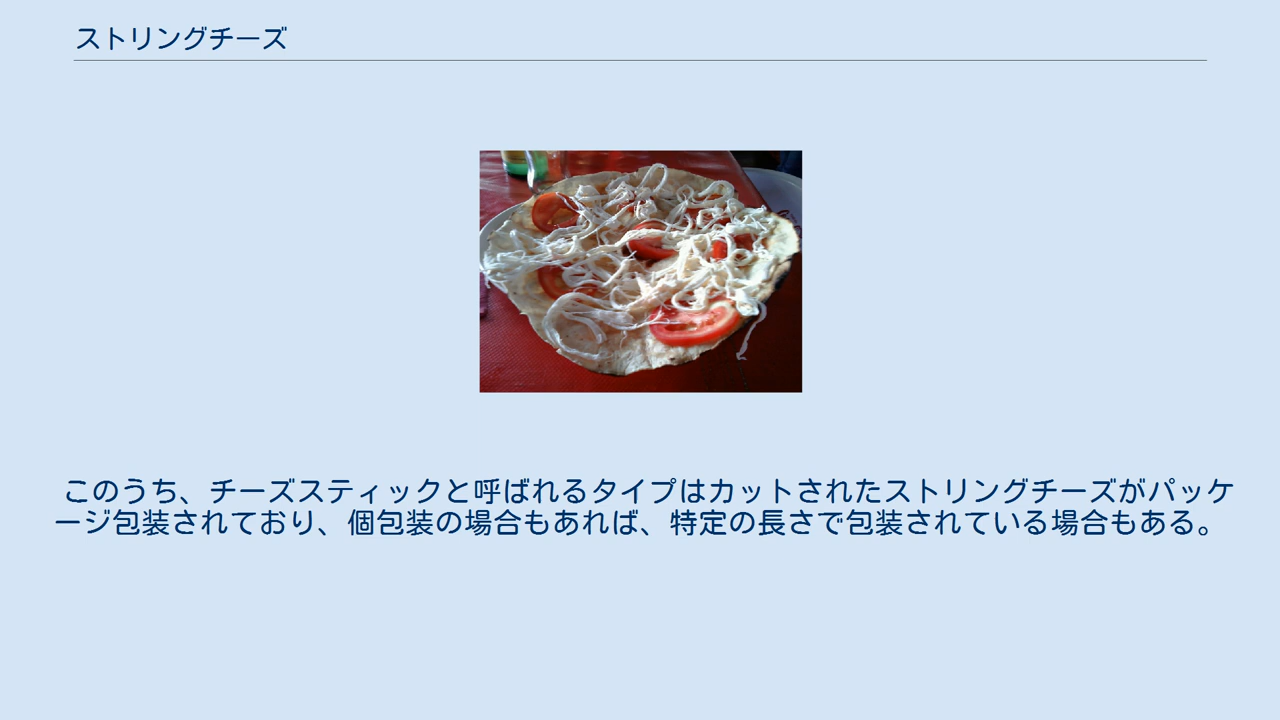 ストリングチーズ
このうち、チーズスティックと呼ばれるタイプはカットされたストリングチーズがパッケ
ージ包装されており、個包装の場合もあれば、特定の長さで包装されている場合もある。